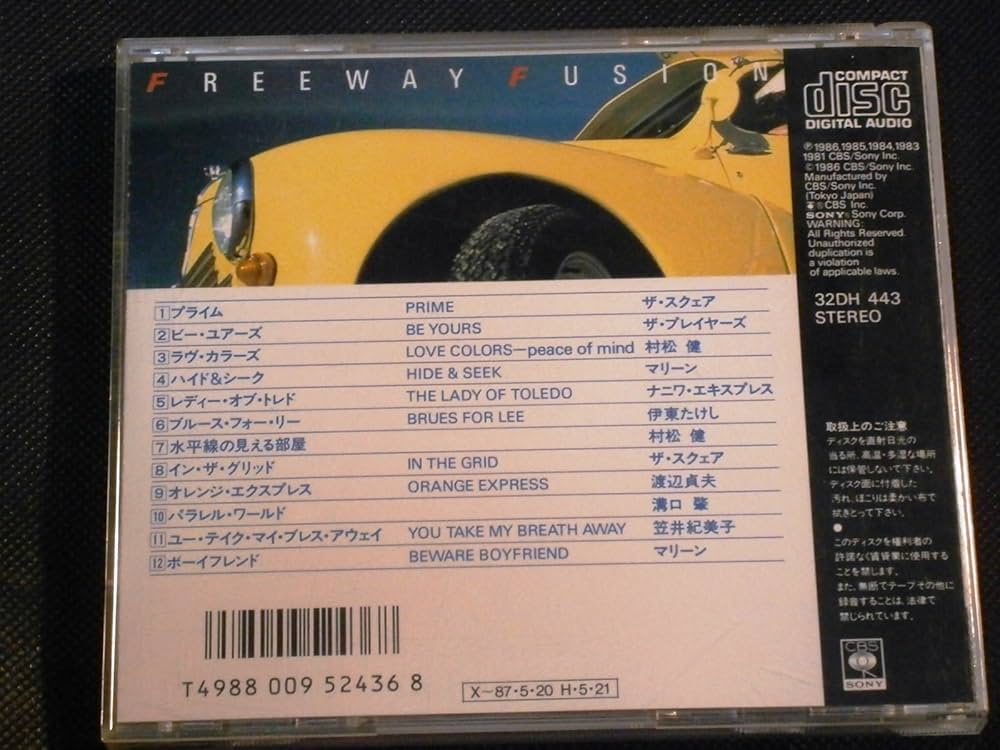 FREEWAY FUSION
1 プライム PRIME ザ・スクェア
2 ビー・ユアーズ BE YOURS ザ・プレイヤーズ
3 ラヴ・カラーズ LOVE COLORS—peace of mind 村松 健
4 ハイド&シーク HIDE & SEEK マリーン
5 レディー・オブ・トレド THE LADY OF TOLEDO ナニワ・エキスプレス
6 ブルース・フォー・リー BRUES FOR LEE 伊東たけし
7 水平線の見える部屋 村松 健
8 イン・ザ・グリッド IN THE GRID ザ・スクェア
9 オレンジ・エクスプレス ORANGE EXPRESS 渡辺貞夫
10 パラレル・ワールド 溝口 肇
11 ユー・テイク・マイ・ブレス・アウェイ YOU TAKE MY BREATH AWAY 笠井紀美子
12 ボーイフレンド BEWARE BOYFRIEND マリーン
T4988 009 52436 8
X~87・5・20 H・5・21
COMPACT
disc
DIGITAL AUDIO
℗1986,1985,1984,1983
1981 CBS/Sony Inc.
©1986 CBS/Sony Inc.
Manufactured by
CBS/Sony Inc.
(Tokyo Japan)
®CBS Inc.
SONY® Sony Corp.
WARNING:
All Rights Reserved.
Unauthorized
duplication is
a violation
of applicable laws.
32DH 443
STEREO
取扱上のご注意
ディスクを直射日光の
当る所、高温・多湿な場所
には保管しないで下さい。
ディスク面に付着した
汚れ、ほこりは柔かい布で
拭きとって下さい。
●
このディスクを権利者の
許諾なく賃貸業に使用する
ことを禁じます。
また、無断でテープその他に
録音することは、法律で
禁じられています。
CBS
SONY